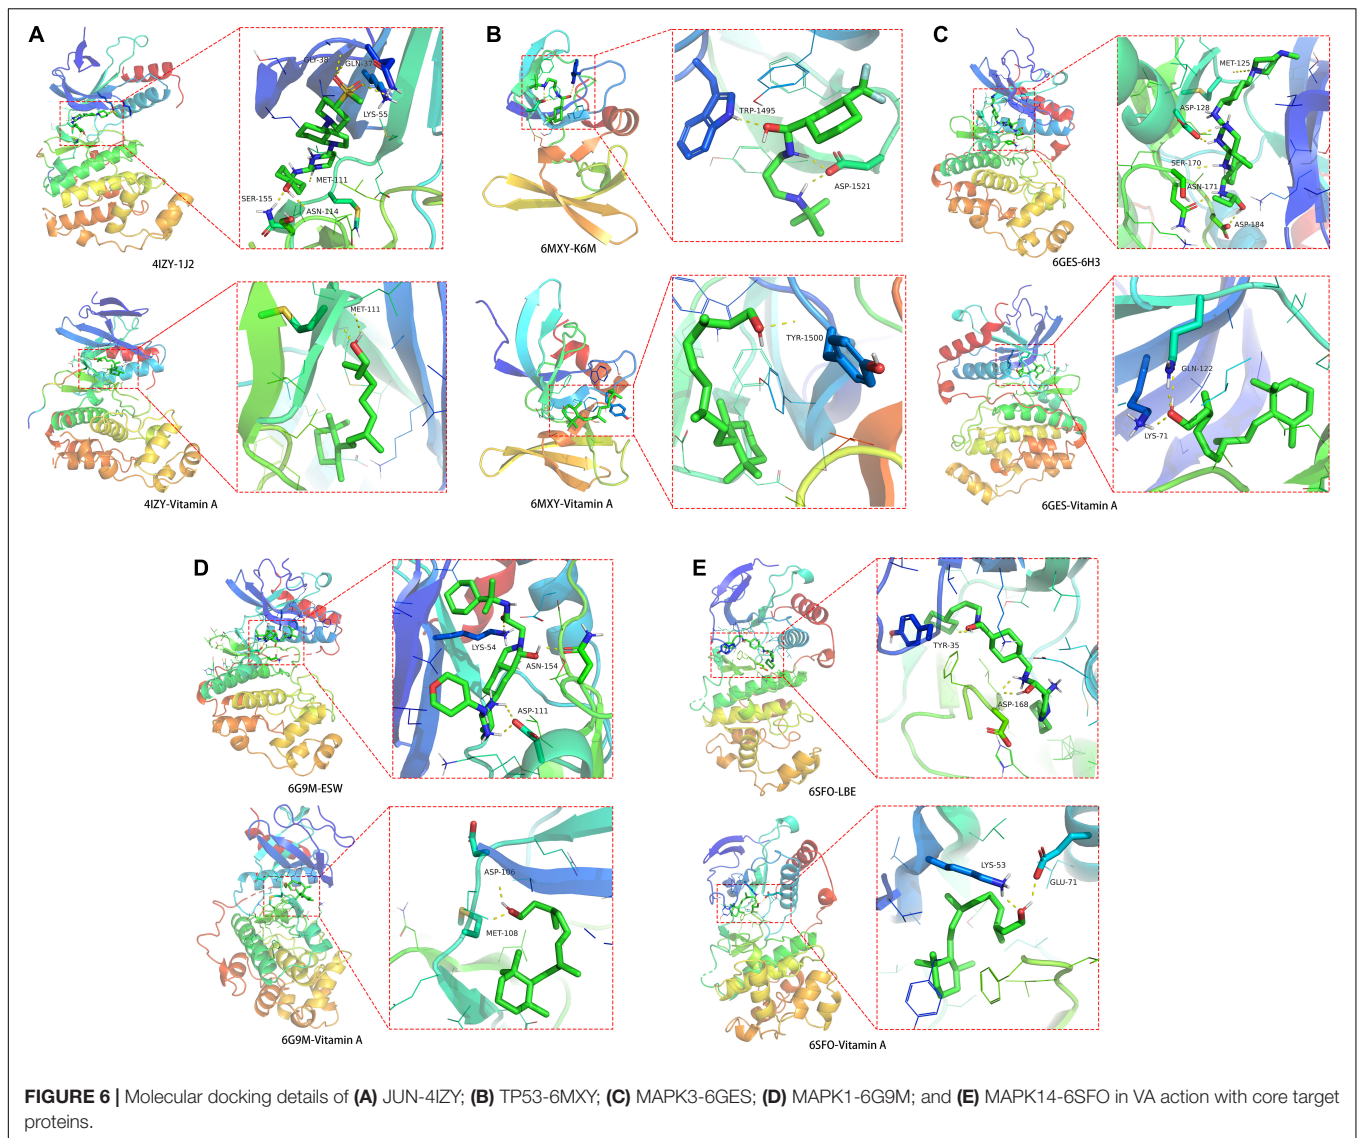 A
GLY-38
GLN-37
LYS-55
MET-111
SER-155
ASN-114
4IZY-1J2
MET-111
4IZY-Vitamin A
B
TRP-1495
ASP-1521
6MXY-K6M
TYR-1500
6MXY-Vitamin A
C
MET-125
ASP-128
SER-170
ASN-171
ASP-184
6GES-6H3
GLN-122
LYS-71
6GES-Vitamin A
D
LYS-54
ASN-154
ASP-111
6G9M-ESW
ASP-106
MET-108
6G9M-Vitamin A
E
TYR-35
ASP-168
6SFO-LBE
LYS-53
GLU-71
6SFO-Vitamin A
FIGURE 6 | Molecular docking details of (A) JUN-4IZY; (B) TP53-6MXY; (C) MAPK3-6GES; (D) MAPK1-6G9M; and (E) MAPK14-6SFO in VA action with core target
proteins.